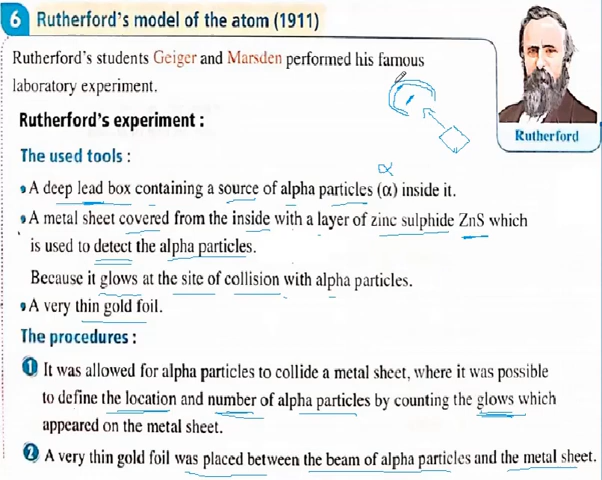 6 Rutherford's model of the atom (1911)
Rutherford's students Geiger and Marsden performed his famous
laboratory experiment.
Rutherford
Rutherford's experiment :
The used tools :
α
• A deep lead box containing a source of alpha particles (α) inside it.
• A metal sheet covered from the inside with a layer of zinc sulphide ZnS which
is used to detect the alpha particles.
Because it glows at the site of collision with alpha particles.
• A very thin gold foil.
The procedures :
1 It was allowed for alpha particles to collide a metal sheet, where it was possible
to define the location and number of alpha particles by counting the glows which
appeared on the metal sheet.
2 A very thin gold foil was placed between the beam of alpha particles and the metal sheet.